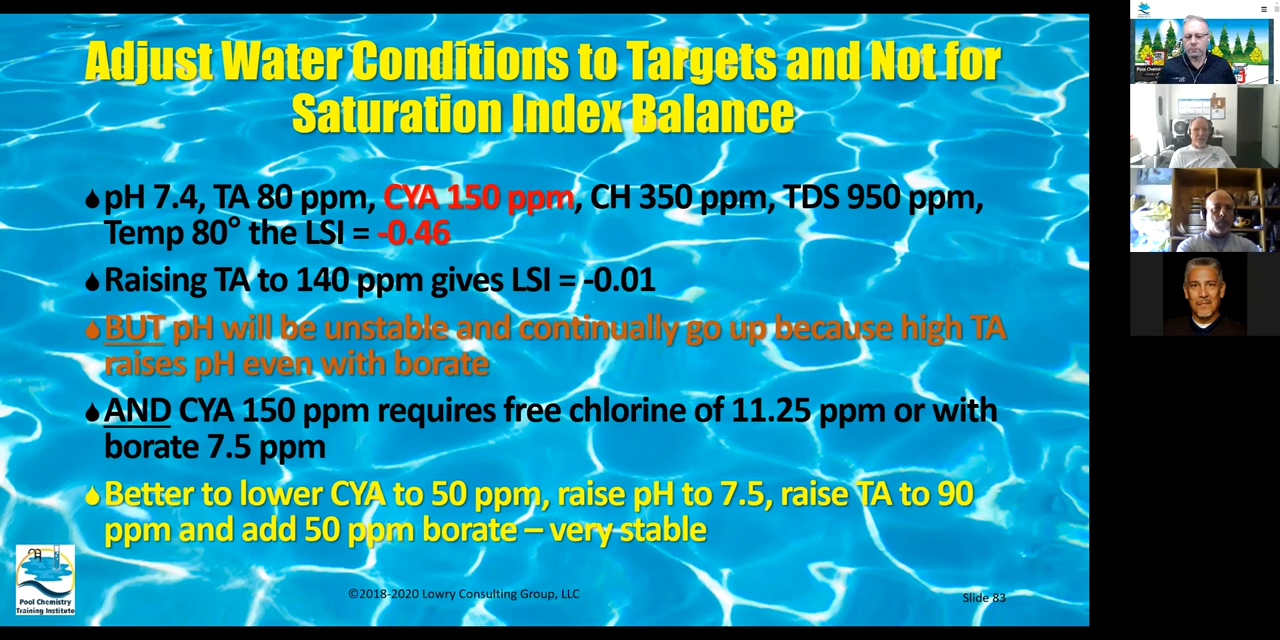 Adjust Water Conditions to Targets and Not for
Saturation Index Balance
pH 7.4, TA 80 ppm, CYA 150 ppm, CH 350 ppm, TDS 950 ppm,
Temp 80° the LSI = -0.46
Raising TA to 140 ppm gives LSI = -0.01
BUT pH will be unstable and continually go up because high TA
raises pH even with borate
AND CYA 150 ppm requires free chlorine of 11.25 ppm or with
borate 7.5 ppm
Better to lower CYA to 50 ppm, raise pH to 7.5, raise TA to 90
ppm and add 50 ppm borate – very stable
Pool Chemistry
Training Institute
©2018-2020 Lowry Consulting Group, LLC
Slide 83